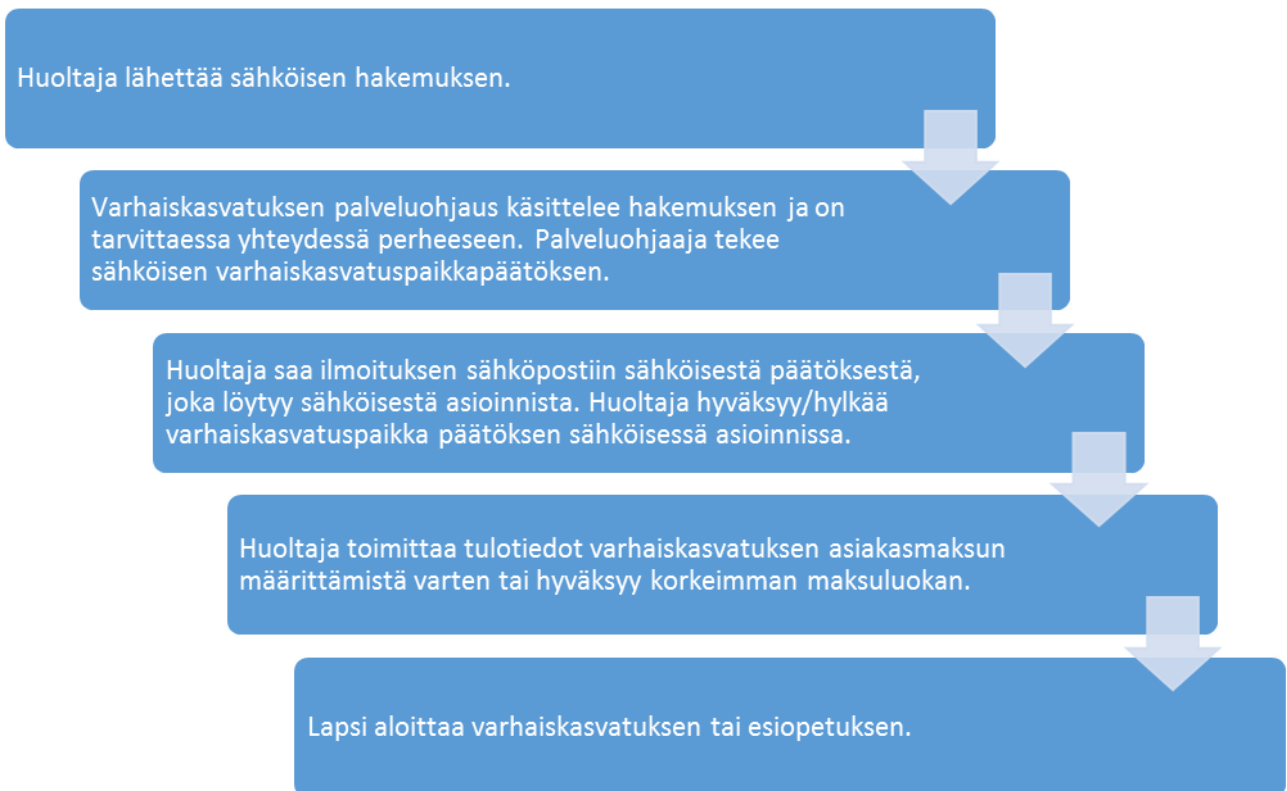 Huoltaja lähettää sähköisen hakemuksen.
Varhaiskasvatuksen palveluohjaus käsittelee hakemuksen ja on
tarvittaessa yhteydessä perheeseen. Palveluohjaaja tekee
sähköisen varhaiskasvatuspaikkapäätöksen.
Huoltaja saa ilmoituksen sähköpostiin sähköisestä päätöksestä,
joka löytyy sähköisestä asioinnista. Huoltaja hyväksyy/hylkää
varhaiskasvatuspaikka päätöksen sähköisessä asioinnissa.
Huoltaja toimittaa tulotiedot varhaiskasvatuksen asiakasmaksun
määrittämistä varten tai hyväksyy korkeimman maksuluokan.
Lapsi aloittaa varhaiskasvatuksen tai esiopetuksen.